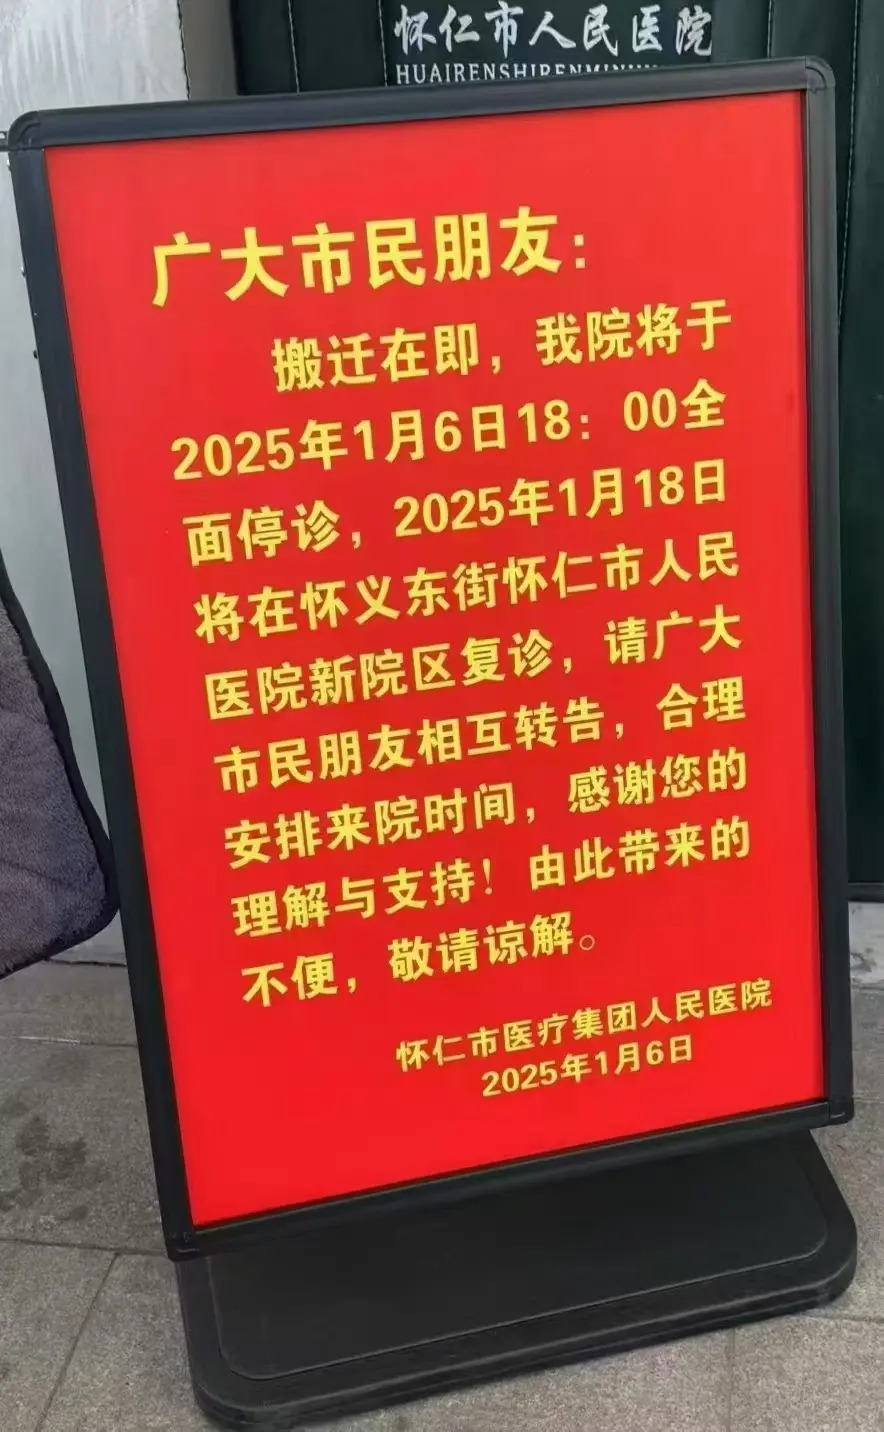 怀仁市人民医院
广大市民朋友：
搬迁在即，我院将于
2025年1月6日18：00全
面停诊，2025年1月18日
将在怀义东街怀仁市人民
医院新院区复诊，请广大
市民朋友相互转告，合理
安排来院时间，感谢您的
理解与支持！由此带来的
不便，敬请谅解。
怀仁市医疗集团人民医院
2025年1月6日